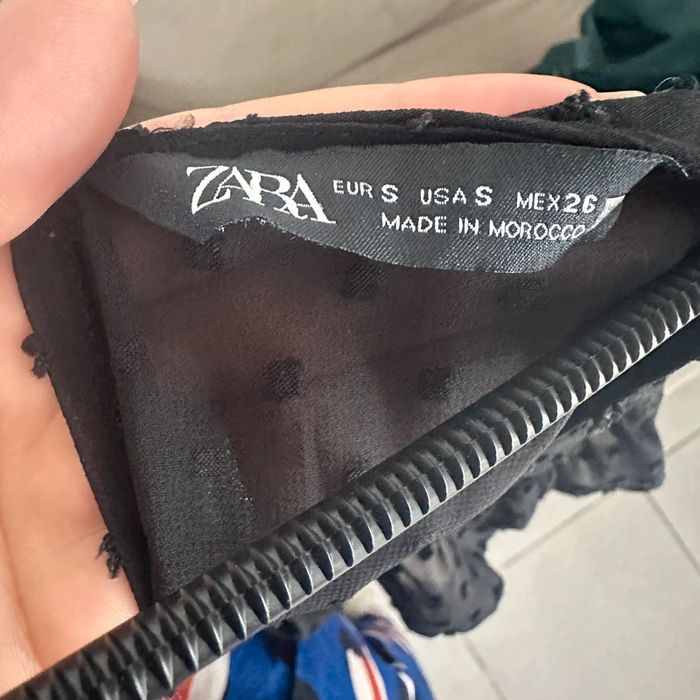 ZARA
EUR S USA S MEX 26
MADE IN MOROCCO